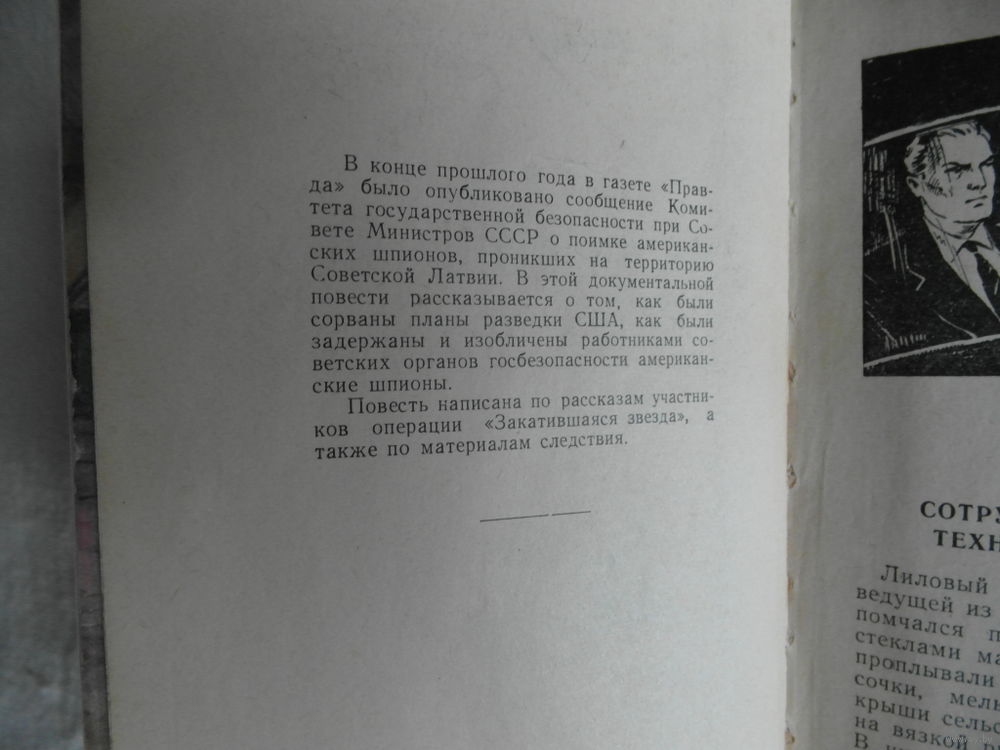 В конце прошлого года в газете «Прав-
да» было опубликовано сообщение Коми-
тета государственной безопасности при Со-
вете Министров СССР о поимке американ-
ских шпионов, проникших на территорию
Советской Латвии. В этой документальной
повести рассказывается о том, как были
сорваны планы разведки США, как были
задержаны и изобличены работниками со-
ветских органов госбезопасности американ-
ские шпионы.
Повесть написана по рассказам участни-
ков операции «Закатившаяся звезда», а
также по материалам следствия.
СОТРУ
ТЕХН
Лиловый
ведущей из
помчался п
стеклами ма
проплывали
сочки, мел
крыши сельс
на вязкой